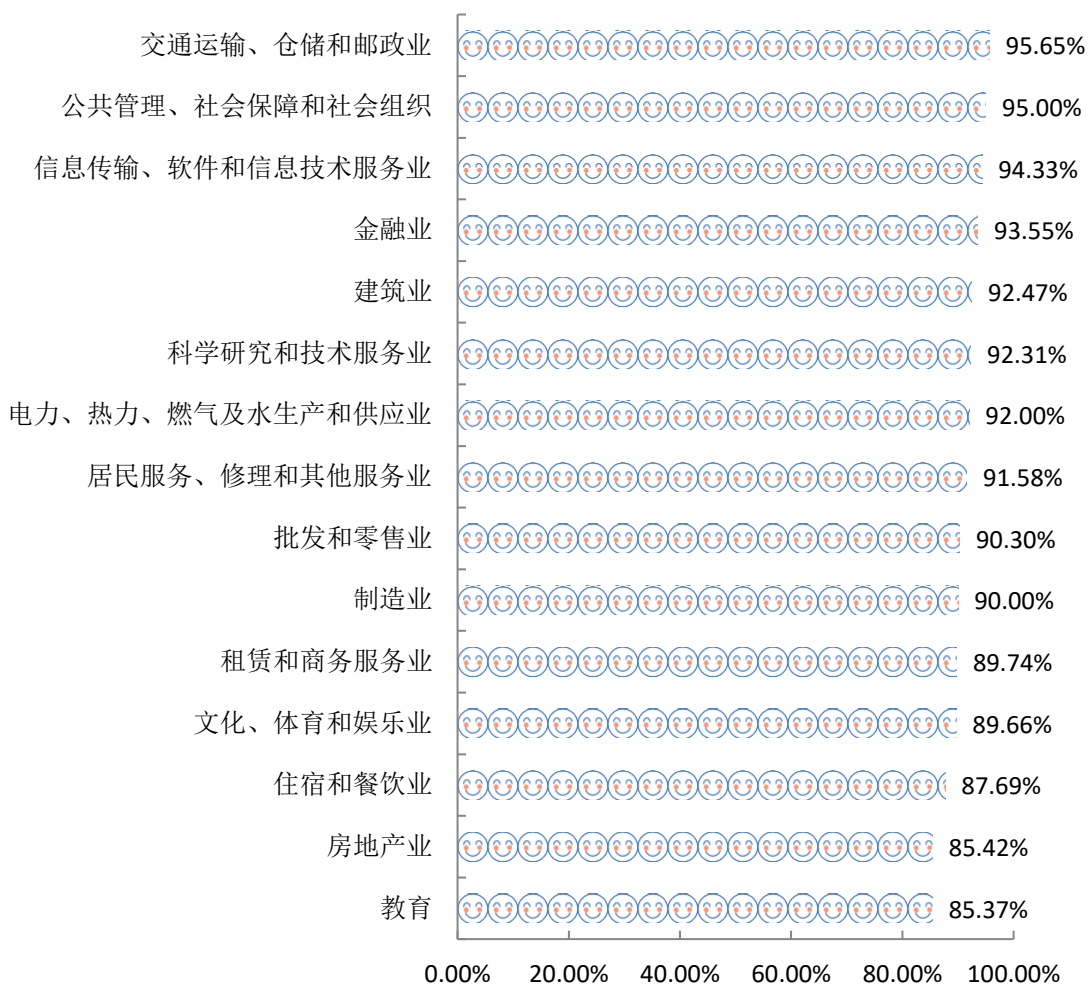 交通运输、仓储和邮政业 95.65%
公共管理、社会保障和社会组织 95.00%
信息传输、软件和信息技术服务业 94.33%
金融业 93.55%
建筑业 92.47%
科学研究和技术服务业 92.31%
电力、热力、燃气及水生产和供应业 92.00%
居民服务、修理和其他服务业 91.58%
批发和零售业 90.30%
制造业 90.00%
租赁和商务服务业 89.74%
文化、体育和娱乐业 89.66%
住宿和餐饮业 87.69%
房地产业 85.42%
教育 85.37%
0.00% 20.00% 40.00% 60.00% 80.00% 100.00%